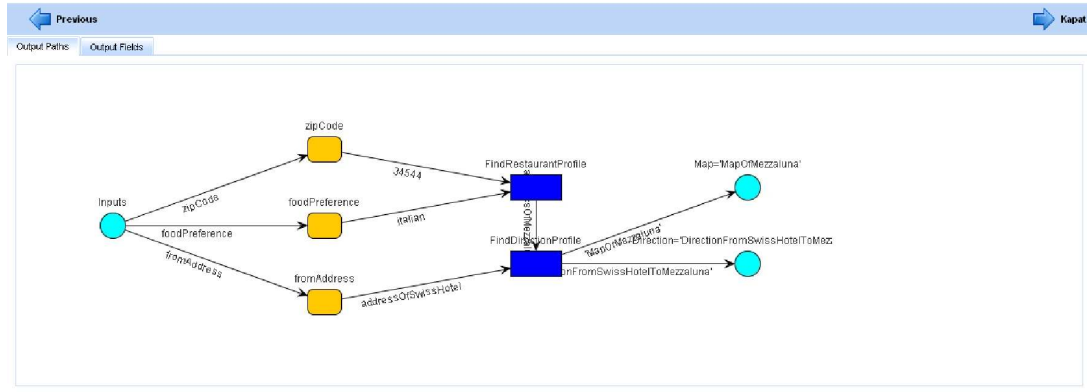 Previous
Kapat
Output Paths
Output Fields
zipCode
34544
FindRestaurantProfile
Map='MapOfMezzaluna'
Inputs
zipCode
foodPreference
italian
foodPreference
FindDirectionProfile
'MapOfMezzaluna'
Direction='DirectionFromSwissHotelToMez
fromAddress
fromAddress
onFromSwissHotelToMezzaluna'
addressOfSwissHotel